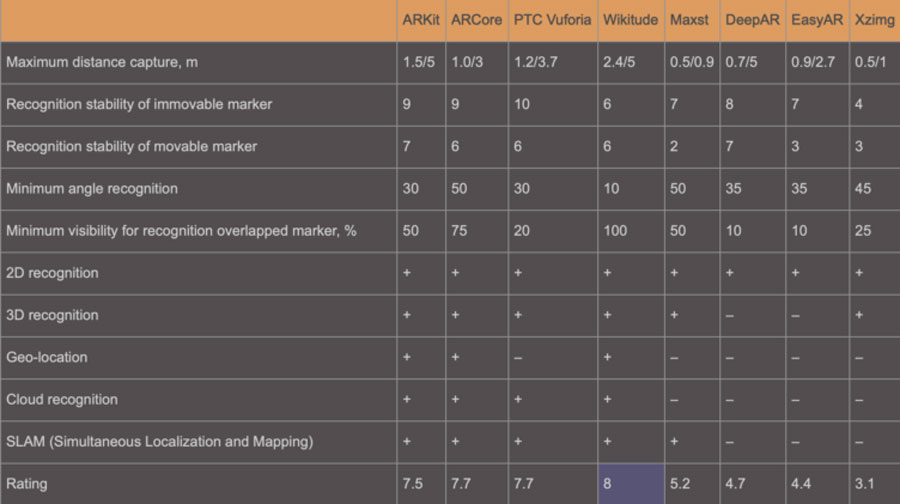 ARKit ARCore PTC Vuforia Wikitude Maxst DeepAR EasyAR Xzimg
Maximum distance capture, m 1.5/5 1.0/3 1.2/3.7 2.4/5 0.5/0.9 0.7/5 0.9/2.7 0.5/1
Recognition stability of immovable marker 9 9 10 6 7 8 7 4
Recognition stability of movable marker 7 6 6 6 2 7 3 3
Minimum angle recognition 30 50 30 10 50 35 35 45
Minimum visibility for recognition overlapped marker, % 50 75 20 100 50 10 10 25
2D recognition + + + + + + + +
3D recognition + + + + + – – +
Geo-location + + – + – – – –
Cloud recognition + + + + – – – –
SLAM (Simultaneous Localization and Mapping) + + + + + – – –
Rating 7.5 7.7 7.7 8 5.2 4.7 4.4 3.1